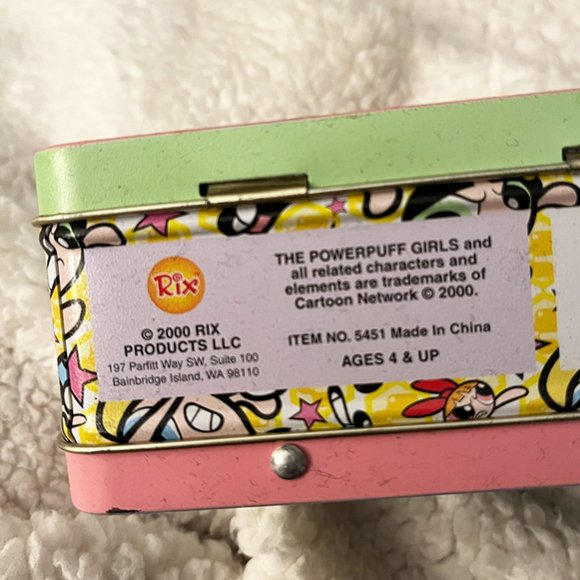 Rix
© 2000 RIX
PRODUCTS LLC
197 Parfitt Way SW, Suite 100
Bainbridge Island, WA 98110
THE POWERPUFF GIRLS and
all related characters and
elements are trademarks of
Cartoon Network © 2000.
ITEM NO. 5451 Made In China
AGES 4 & UP